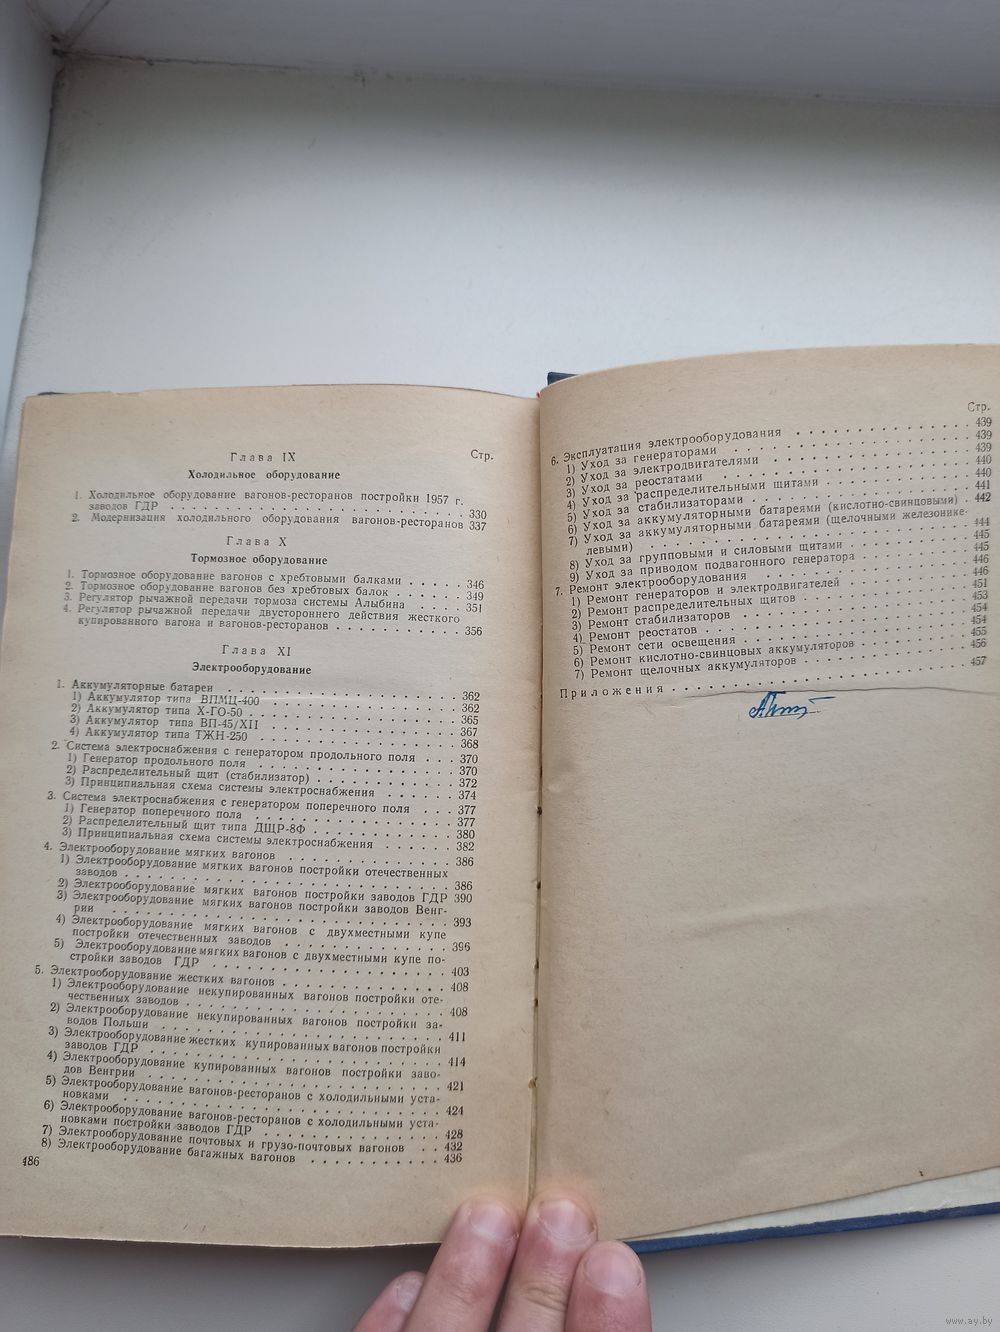 Глава IX Стр.
Холодильное оборудование
1. Холодильное оборудование вагонов-ресторанов постройки 1957 г.
заводов ГДР . . . . . . . . . . . . . . . . . . . 330
2. Модернизация холодильного оборудования вагонов-ресторанов 337
Глава X
Тормозное оборудование
1. Тормозное оборудование вагонов с хребтовыми балками . . . . . 346
2. Тормозное оборудование вагонов без хребтовых балок . . . . . . 349
3. Регулятор рычажной передачи тормоза системы Альбина . . . . 351
4. Регулятор рычажной передачи двустороннего действия жесткого
купированного вагона и вагонов-ресторанов . . . . . . . . . . 356
Глава XI
Электрооборудование
1. Аккумуляторные батареи . . . . . . . . . . . . . . . . . 362
1) Аккумулятор типа ВПМЦ-400 . . . . . . . . . . . . . . 362
2) Аккумулятор типа Х-ГО-50 . . . . . . . . . . . . . . . 365
3) Аккумулятор типа ВП-45/XII . . . . . . . . . . . . . . 367
4) Аккумулятор типа ТЖН-250 . . . . . . . . . . . . . . . 368
2. Система электроснабжения с генератором продольного поля . . . 370
1) Генератор продольного поля . . . . . . . . . . . . . . 370
2) Распределительный щит (стабилизатор) . . . . . . . . . . 372
3) Принципиальная схема системы электроснабжения . . . . . . 374
3. Система электроснабжения с генератором поперечного поля . . . 377
1) Генератор поперечного поля . . . . . . . . . . . . . . 377
2) Распределительный щит типа ДЩР-8Ф . . . . . . . . . . . 380
3) Принципиальная схема системы электроснабжения . . . . . . 382
4. Электрооборудование мягких вагонов . . . . . . . . . . . . 386
1) Электрооборудование мягких вагонов постройки отечественных
заводов . . . . . . . . . . . . . . . . . . . . . . 386
2) Электрооборудование мягких вагонов постройки заводов ГДР 390
3) Электрооборудование мягких вагонов постройки заводов Венг-
рии . . . . . . . . . . . . . . . . . . . . . . . . 393
4) Электрооборудование мягких вагонов с двухместными купе
постройки отечественных заводов . . . . . . . . . . . . 396
5) Электрооборудование мягких вагонов с двухместными купе по-
стройки заводов ГДР . . . . . . . . . . . . . . . . . 403
5. Электрооборудование жестких вагонов . . . . . . . . . . . . 408
1) Электрооборудование некупированных вагонов постройки оте-
чественных заводов . . . . . . . . . . . . . . . . . . 408
2) Электрооборудование некупированных вагонов постройки за-
водов Польши . . . . . . . . . . . . . . . . . . . . 411
3) Электрооборудование жестких купированных вагонов постройки
заводов ГДР . . . . . . . . . . . . . . . . . . . . 414
4) Электрооборудование купированных вагонов постройки заво-
дов Венгрии . . . . . . . . . . . . . . . . . . . . 421
5) Электрооборудование вагонов-ресторанов с холодильными уста-
новками . . . . . . . . . . . . . . . . . . . . . . 424
6) Электрооборудование вагонов-ресторанов с холодильными уста-
новками постройки заводов ГДР . . . . . . . . . . . . 428
7) Электрооборудование почтовых и грузо-почтовых вагонов . . 432
8) Электрооборудование багажных вагонов . . . . . . . . . . 436
486
Стр.
6. Эксплуатация электрооборудования . . . . . . . . . . . . . 439
1) Уход за генераторами . . . . . . . . . . . . . . . . 439
2) Уход за электродвигателями . . . . . . . . . . . . . . 439
3) Уход за реостатами . . . . . . . . . . . . . . . . . 440
4) Уход за распределительными щитами . . . . . . . . . . . 440
5) Уход за стабилизаторами . . . . . . . . . . . . . . . 441
6) Уход за аккумуляторными батареями (кислотно-свинцовыми) . 442
7) Уход за аккумуляторными батареями (щелочными железонике-
левыми) . . . . . . . . . . . . . . . . . . . . . . 444
8) Уход за групповыми и силовыми щитами . . . . . . . . . . 445
9) Уход за приводом подвагонного генератора . . . . . . . . 445
7. Ремонт электрооборудования . . . . . . . . . . . . . . . 446
1) Ремонт генераторов и электродвигателей . . . . . . . . . 446
2) Ремонт распределительных щитов . . . . . . . . . . . . 451
3) Ремонт стабилизаторов . . . . . . . . . . . . . . . . 453
4) Ремонт реостатов . . . . . . . . . . . . . . . . . . 454
5) Ремонт сети освещения . . . . . . . . . . . . . . . . 454
6) Ремонт кислотно-свинцовых аккумуляторов . . . . . . . . 455
7) Ремонт щелочных аккумуляторов . . . . . . . . . . . . . 456
Приложения . . . . . . . . . . . . . . . . . . . . . . 457
www.ay.by